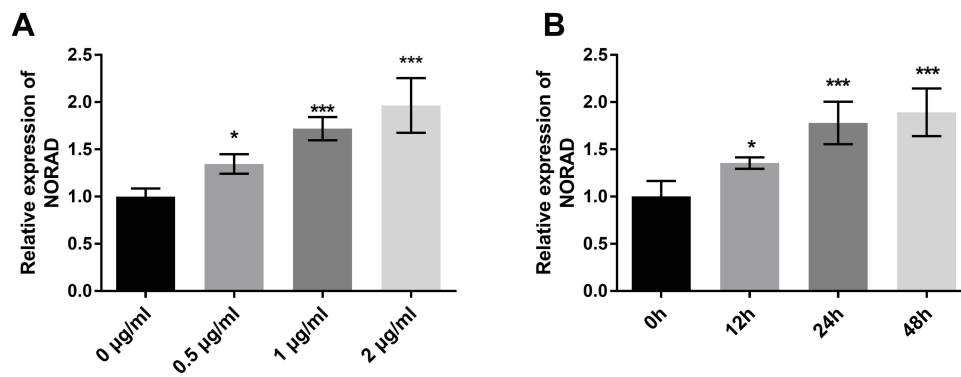 A
Relative expression of
NORAD
2.5
2.0
1.5
1.0
0.5
0.0
*
***
***
0 µg/ml
0.5 µg/ml
1 µg/ml
2 µg/ml
B
Relative expression of
NORAD
2.5
2.0
1.5
1.0
0.5
0.0
*
***
***
0h
12h
24h
48h